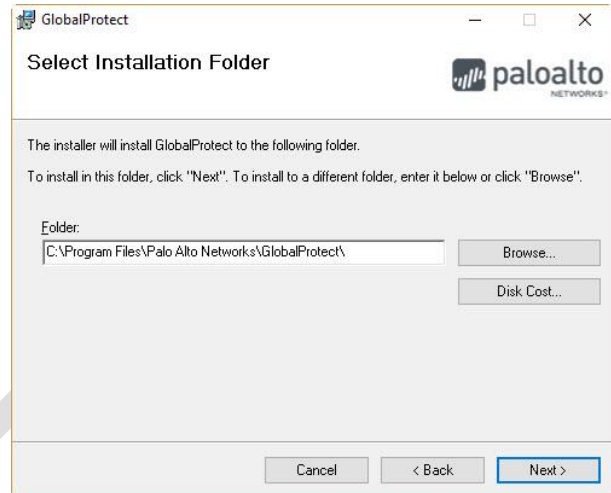 GlobalProtect
Select Installation Folder
paloalto
NETWORKS®
The installer will install GlobalProtect to the following folder.
To install in this folder, click "Next". To install to a different folder, enter it below or click "Browse".
Folder:
C:\Program Files\Palo Alto Networks\GlobalProtect\
Browse...
Disk Cost...
Cancel
< Back
Next >